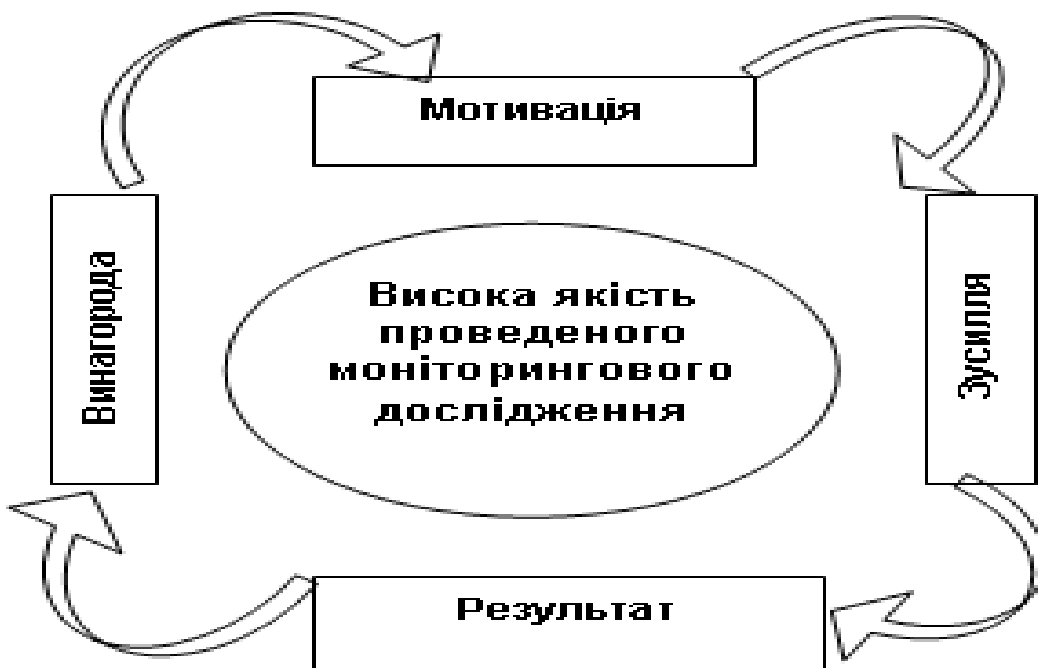 Мотивація
Винагорода
Висока якість
проведеного
моніторингового
дослідження
Зусилля
Результат